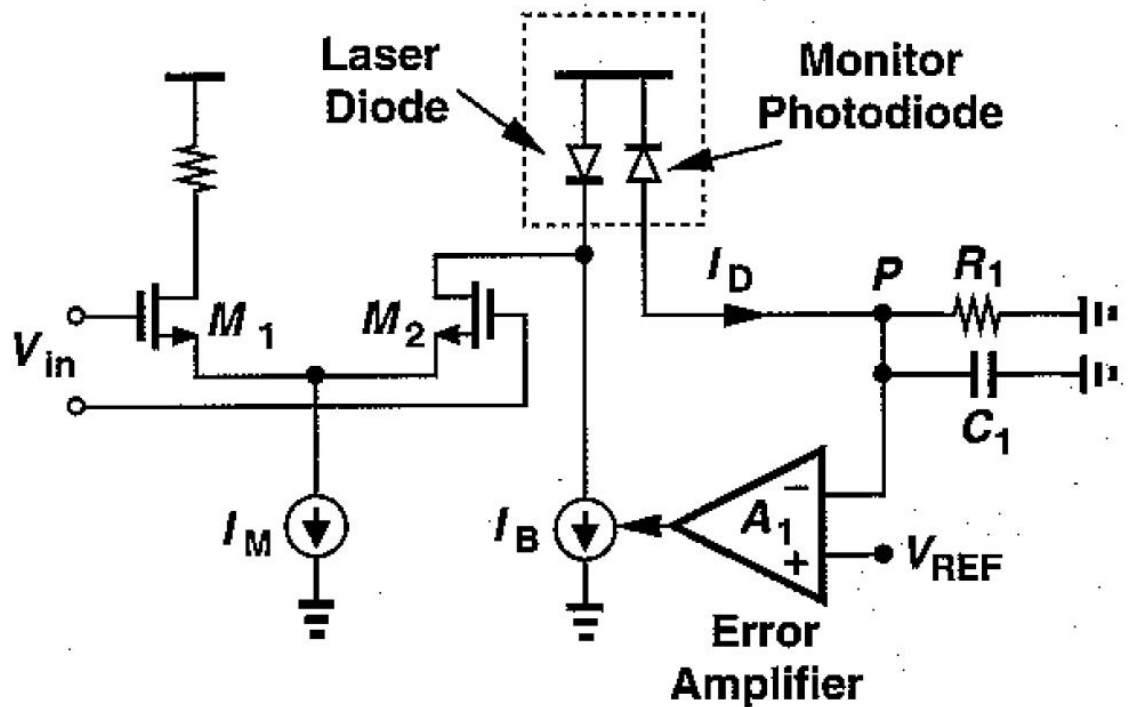 Laser
Diode
Monitor
Photodiode
I_D
P
R_1
M_1
M_2
V_in
C_1
I_M
I_B
A_1
−
+
V_REF
Error
Amplifier